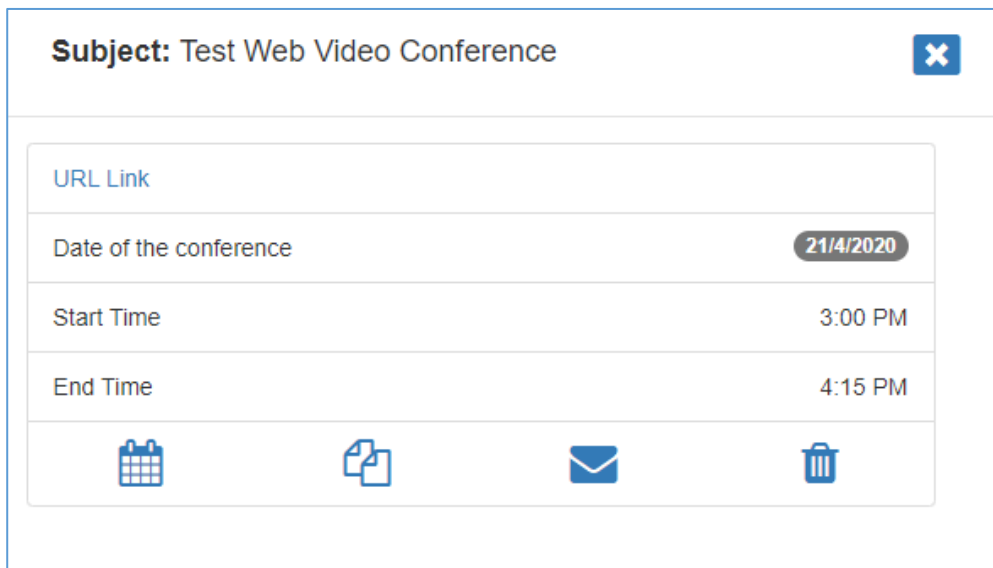 Subject: Test Web Video Conference
URL Link
Date of the conference 21/4/2020
Start Time 3:00 PM
End Time 4:15 PM